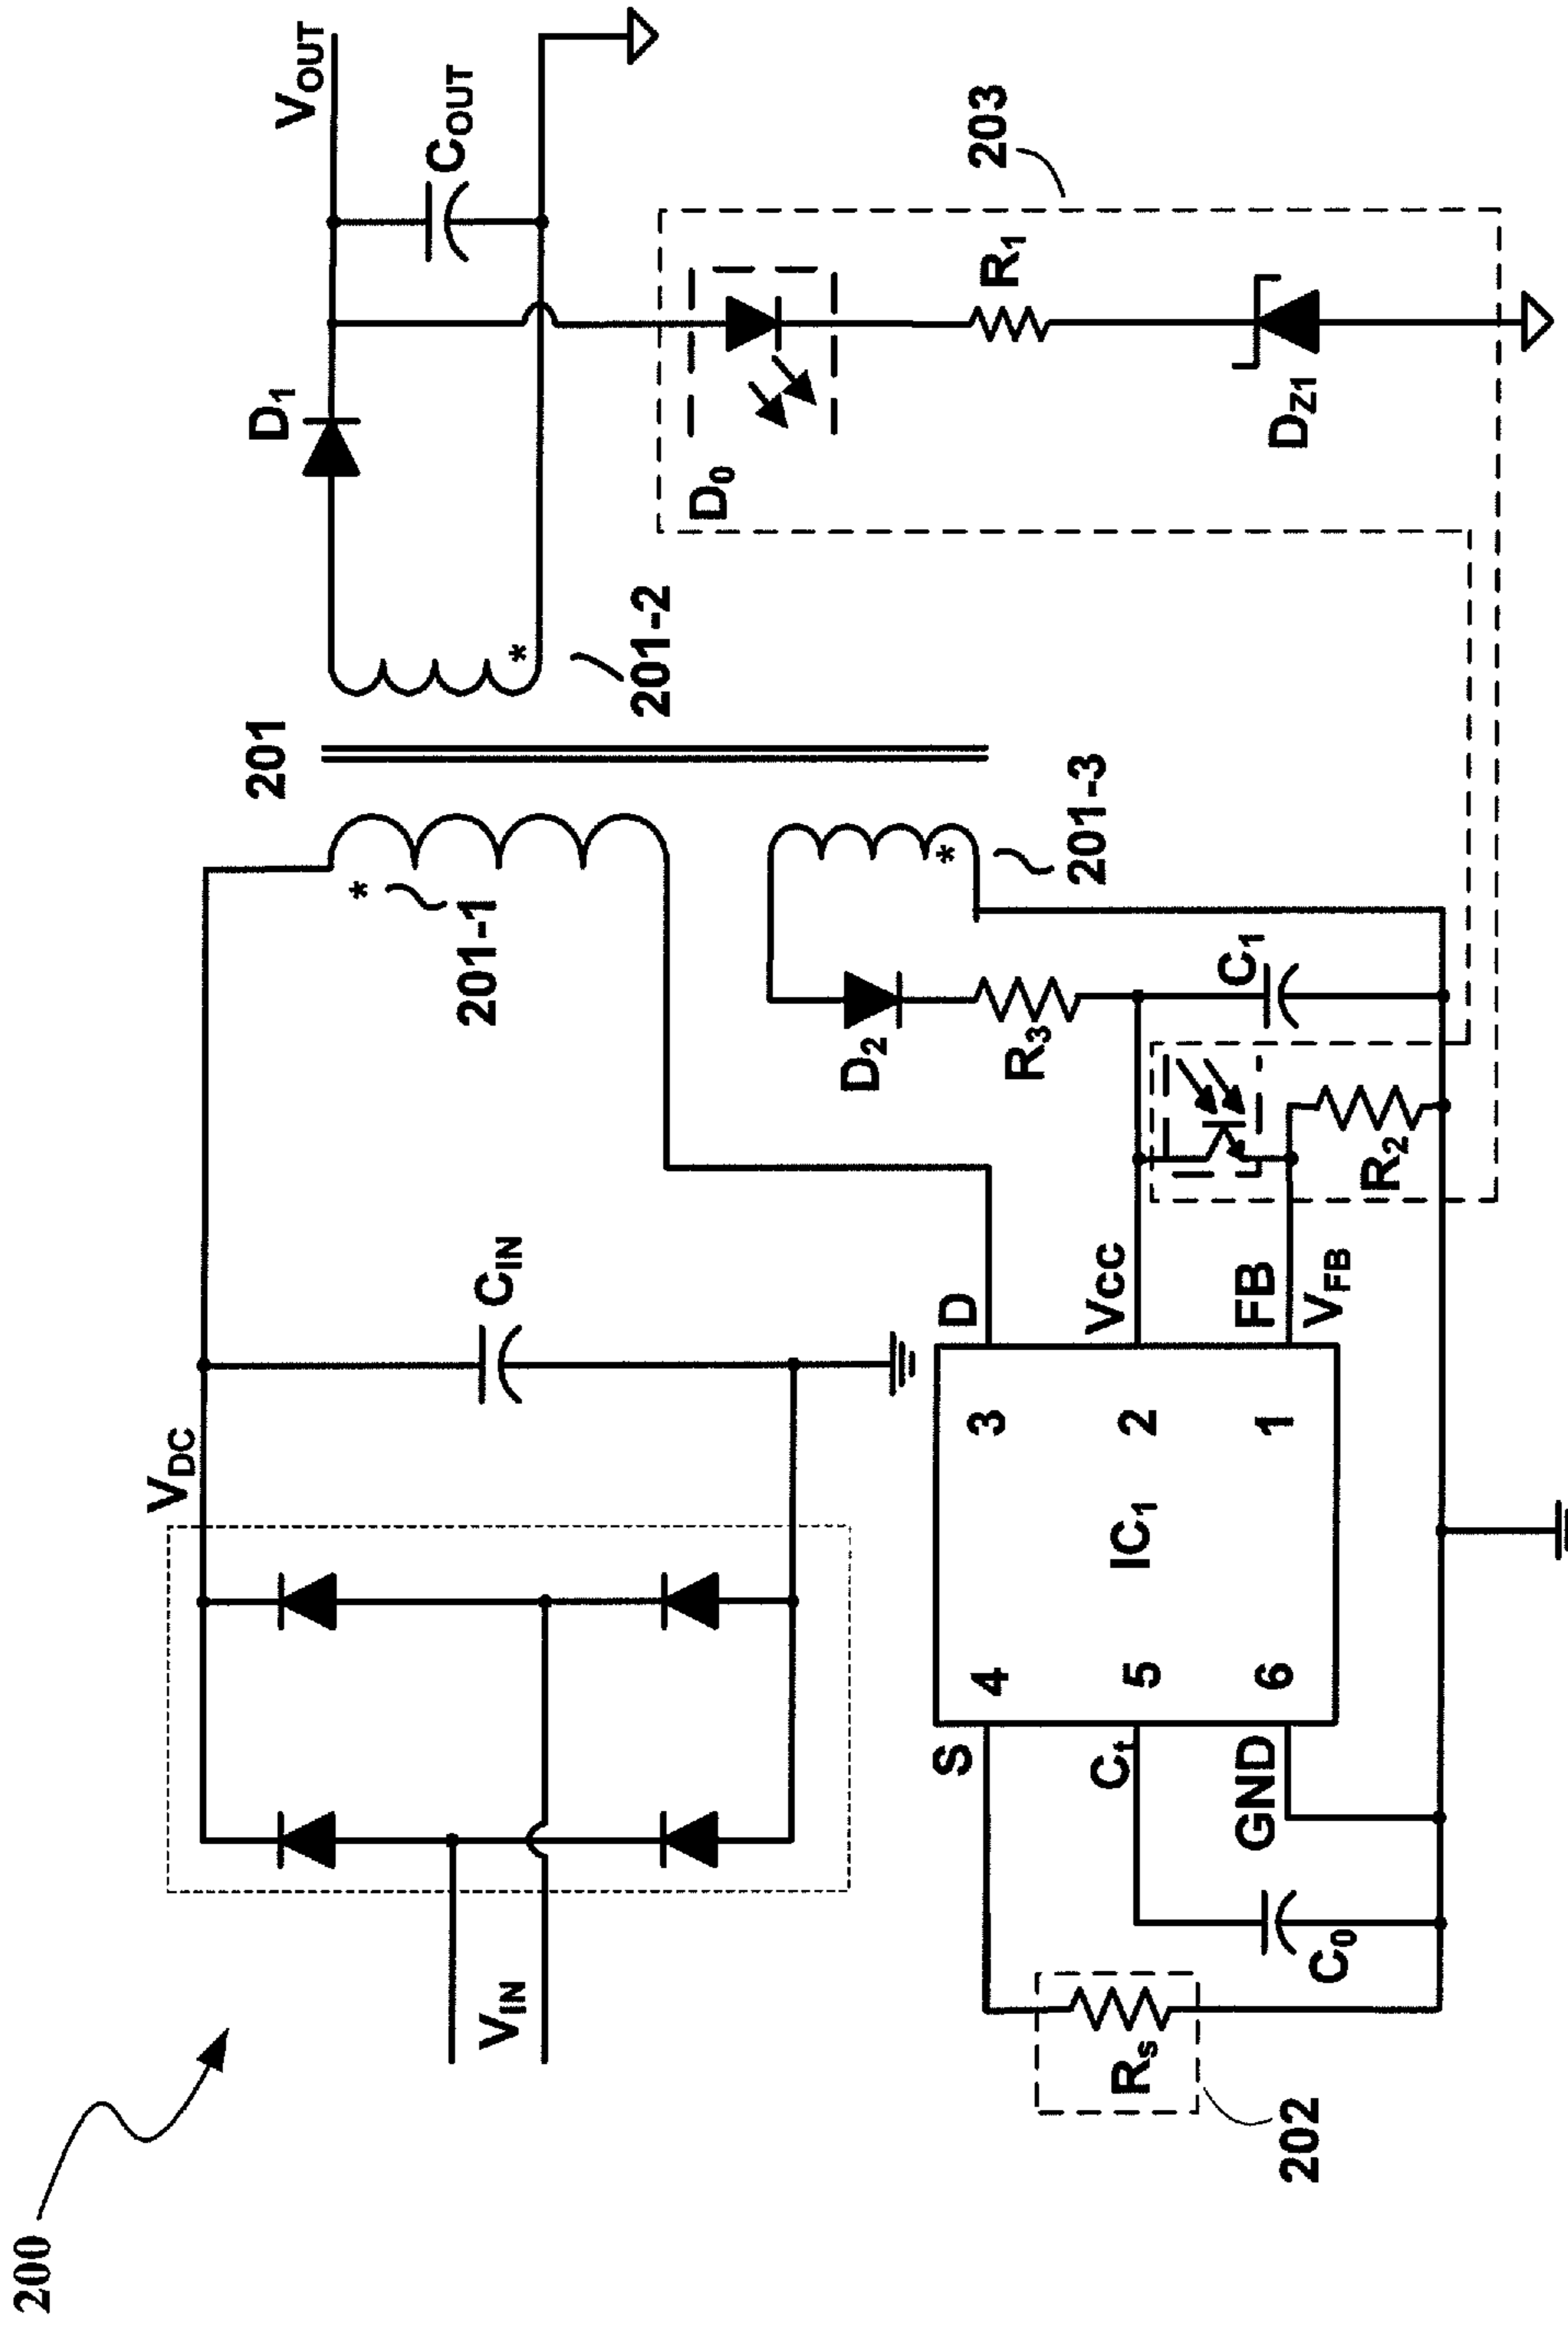 200
V_IN
V_DC
C_IN
201
201-1
201-2
201-3
*
*
*
D_1
V_OUT
C_OUT
D_0
203
R_1
D_Z1
D_2
R_3
C_1
R_2
D
Vcc
FB
V_FB
3
2
1
IC_1
4
5
6
S
C_t
GND
C_0
R_s
202